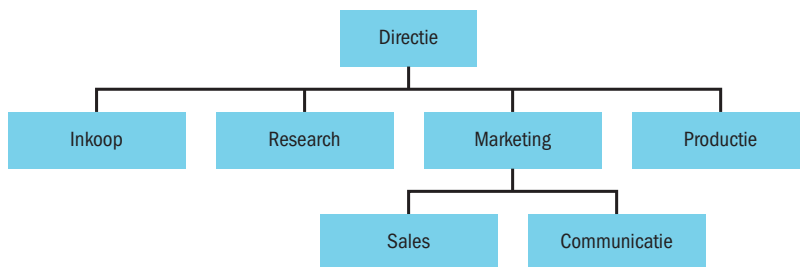 Directie
Inkoop
Research
Marketing
Productie
Sales
Communicatie